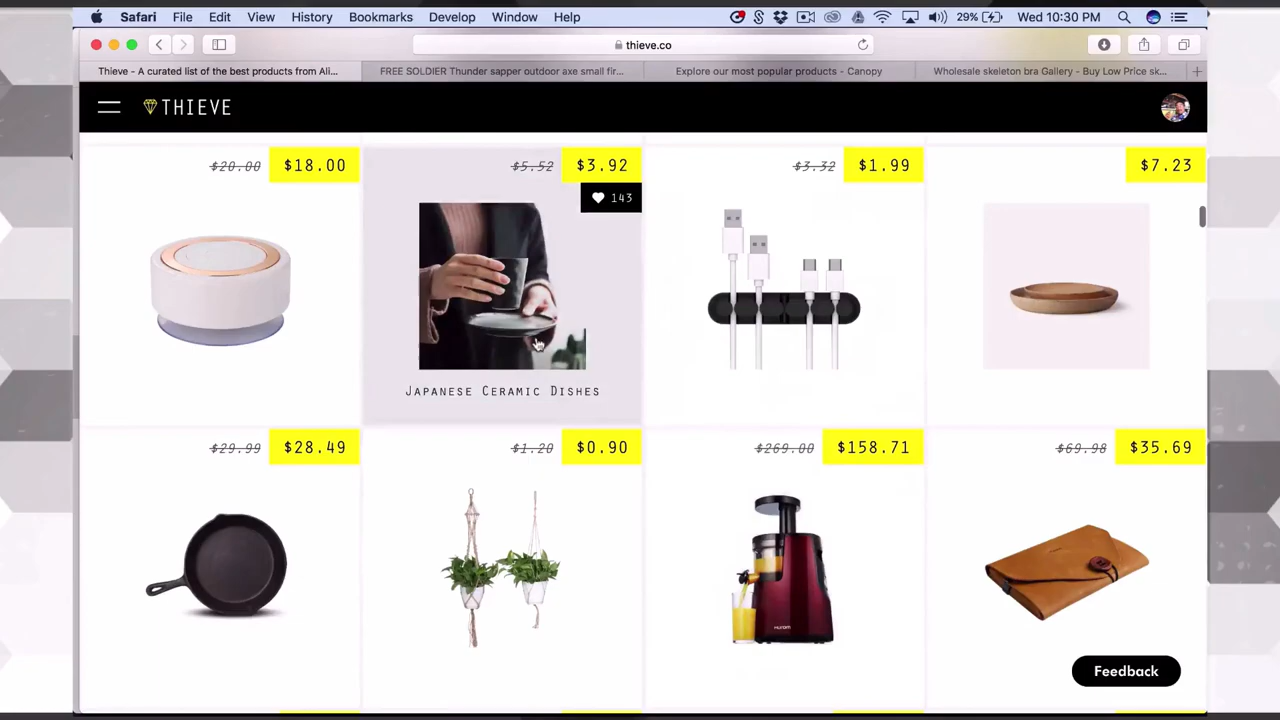 Safari File Edit View History Bookmarks Develop Window Help 29% Wed 10:30 PM
thieve.co
Thieve - A curated list of the best products from Ali...
FREE SOLDIER Thunder sapper outdoor axe small fir...
Explore our most popular products - Canopy
Wholesale skeleton bra Gallery - Buy Low Price sk...
THIEVE
$20.00 $18.00
$5.52 $3.92
$3.32 $1.99
$7.23
143
JAPANESE CERAMIC DISHES
$29.99 $28.49
$1.20 $0.90
$269.00 $158.71
$69.98 $35.69
HUROM
Feedback